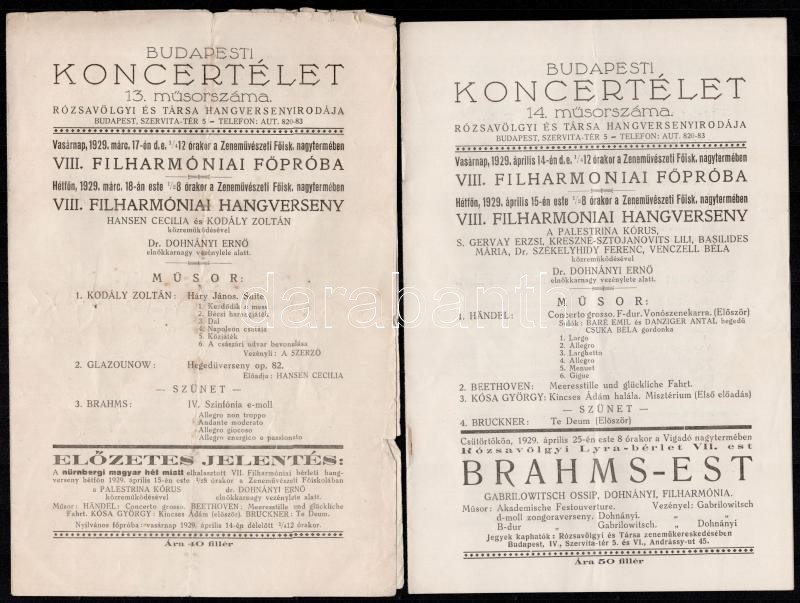 BUDAPESTI
KONCERTÉLET
13. műsorszáma.
RÓZSAVÖLGYI ÉS TÁRSA HANGVERSENYIRODÁJA
BUDAPEST, SZERVITA-TÉR 5 — TELEFON: AUT. 820-83
Vasárnap, 1929. márc. 17-én d. e. ½12 órakor a Zeneművészeti Főisk. nagytermében
VIII. FILHARMÓNIAI FŐPRÓBA
Hétfőn, 1929. márc. 18-án este ½8 órakor a Zeneművészeti Főisk. nagytermében
VIII. FILHARMÓNIAI HANGVERSENY
HANSEN CECILIA és KODÁLY ZOLTÁN
közreműködésével
Dr. DOHNÁNYI ERNŐ
elnökkarnagy vezénylete alatt.
MŰSOR:
1. KODÁLY ZOLTÁN: Háry János. Suite
1. Kezdődik a mese
2. Bécsi harangjáték
3. Dal
4. Napoleon csatája
5. Közjáték
6. A császári udvar bevonulása
Vezényli: A SZERZŐ
2. GLAZOUNOW: Hegedűverseny op. 82.
Előadja: HANSEN CECILIA
— SZÜNET —
3. BRAHMS: IV. Szinfónia e-moll
Allegro non troppo
Andante moderato
Allegro giocoso
Allegro energico e passionato
ELŐZETES JELENTÉS:
A nürnbergi magyar hét miatt elhalasztott VII. Filharmóniai bérleti hang-
verseny hétfőn 1929. április 15-én este ½8 órakor a Zeneművészeti Főiskolában
a PALESTRINA KÓRUS dr. DOHNÁNYI ERNŐ
közreműködésével elnökkarnagy vezénylete alatt.
Műsor: HÄNDEL: Concerto grosso. BEETHOVEN: Meeresstille und glückliche
Fahrt. KÓSA GYÖRGY: Kincses Ádám (először). BRUCKNER: Te Deum.
Nyilvános főpróba: vasárnap 1929. április 14-én délelőtt ½12 órakor.
Ára 40 fillér
BUDAPESTI
KONCERTÉLET
14. műsorszáma.
RÓZSAVÖLGYI ÉS TÁRSA HANGVERSENYIRODÁJA
BUDAPEST, SZERVITA-TÉR 5 — TELEFON: AUT. 820-83
Vasárnap, 1929. április 14-én d. e. ½12 órakor a Zeneművészeti Főisk. nagytermében
VIII. FILHARMONIAI FŐPRÓBA
Hétfőn, 1929. április 15-én este ½8 órakor a Zeneművészeti Főisk. nagytermében
VIII. FILHARMONIAI HANGVERSENY
A PALESTRINA KÓRUS,
S. GERVAY ERZSI, KRESZNÉ-SZTOJANOVITS LILI, BASILIDES
MÁRIA, Dr. SZÉKELYHIDY FERENC, VENCZELL BÉLA
közreműködésével
Dr. DOHNÁNYI ERNŐ
elnökkarnagy vezénylete alatt.
MŰSOR:
1. HÄNDEL: Concerto grosso. F-dur. Vonószenekarra. (Először)
Szólók: BARÉ EMIL és DANZIGER ANTAL hegedű
CSUKA BÉLA gordonka
1. Largo
2. Allegro
3. Larghetto
4. Allegro
5. Menuet
6. Gigue
2. BEETHOVEN: Meeresstille und glückliche Fahrt.
3. KÓSA GYÖRGY: Kincses Ádám halála. Misztérium (Első előadás)
— SZÜNET —
4. BRUCKNER: Te Deum (Először)
Csütörtökön, 1929. április 25-én este 8 órakor a Vigadó nagytermében
Rózsavölgyi Lyra-bérlet VII. est
BRAHMS-EST
GABRILOWITSCH OSSIP, DOHNÁNYI, FILHARMÓNIA.
Műsor: Akademische Festouverture. Vezényel: Gabrilowitsch
d-moll zongoraverseny. Dohnányi. „ „
B-dur „ Gabrilowitsch. „ Dohnányi
Jegyek kaphatók: Rózsavölgyi és Társa zeneműkereskedésében
Budapest, IV., Szervita-tér 5. és VI., Andrássy-ut 45.
Ára 50 fillér
darabanth